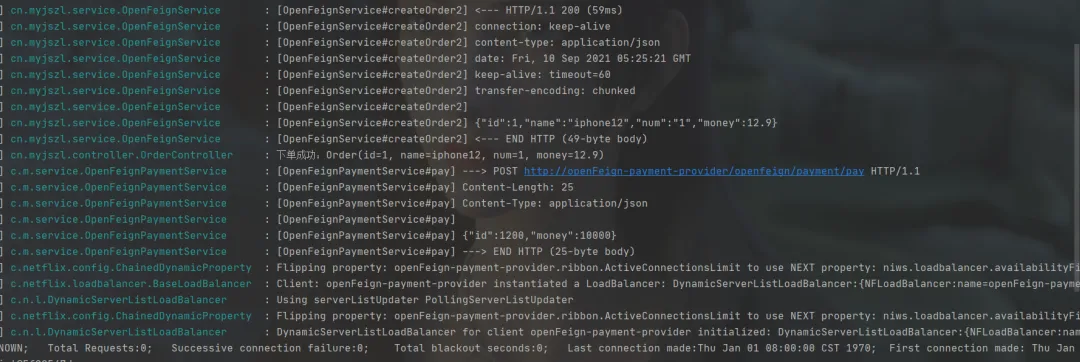 ] cn.myjszl.service.OpenFeignService : [OpenFeignService#createOrder2] <--- HTTP/1.1 200 (59ms)
] cn.myjszl.service.OpenFeignService : [OpenFeignService#createOrder2] connection: keep-alive
] cn.myjszl.service.OpenFeignService : [OpenFeignService#createOrder2] content-type: application/json
] cn.myjszl.service.OpenFeignService : [OpenFeignService#createOrder2] date: Fri, 10 Sep 2021 05:25:21 GMT
] cn.myjszl.service.OpenFeignService : [OpenFeignService#createOrder2] keep-alive: timeout=60
] cn.myjszl.service.OpenFeignService : [OpenFeignService#createOrder2] transfer-encoding: chunked
] cn.myjszl.service.OpenFeignService : [OpenFeignService#createOrder2]
] cn.myjszl.service.OpenFeignService : [OpenFeignService#createOrder2] {"id":1,"name":"iphone12","num":"1","money":12.9}
] cn.myjszl.service.OpenFeignService : [OpenFeignService#createOrder2] <--- END HTTP (49-byte body)
] cn.myjszl.controller.OrderController : 下单成功：Order(id=1, name=iphone12, num=1, money=12.9)
] c.m.service.OpenFeignPaymentService : [OpenFeignPaymentService#pay] ---> POST http://openFeign-payment-provider/openfeign/payment/pay HTTP/1.1
] c.m.service.OpenFeignPaymentService : [OpenFeignPaymentService#pay] Content-Length: 25
] c.m.service.OpenFeignPaymentService : [OpenFeignPaymentService#pay] Content-Type: application/json
] c.m.service.OpenFeignPaymentService : [OpenFeignPaymentService#pay]
] c.m.service.OpenFeignPaymentService : [OpenFeignPaymentService#pay] {"id":1200,"money":10000}
] c.m.service.OpenFeignPaymentService : [OpenFeignPaymentService#pay] ---> END HTTP (25-byte body)
] c.netflix.config.ChainedDynamicProperty : Flipping property: openFeign-payment-provider.ribbon.ActiveConnectionsLimit to use NEXT property: niws.loadbalancer.availabilityFi
] c.netflix.loadbalancer.BaseLoadBalancer : Client: openFeign-payment-provider instantiated a LoadBalancer: DynamicServerListLoadBalancer:{NFLoadBalancer:name=openFeign-payme
] c.n.l.DynamicServerListLoadBalancer : Using serverListUpdater PollingServerListUpdater
] c.netflix.config.ChainedDynamicProperty : Flipping property: openFeign-payment-provider.ribbon.ActiveConnectionsLimit to use NEXT property: niws.loadbalancer.availabilityFi
] c.n.l.DynamicServerListLoadBalancer : DynamicServerListLoadBalancer for client openFeign-payment-provider initialized: DynamicServerListLoadBalancer:{NFLoadBalancer:nam
NOWN; Total Requests:0; Successive connection failure:0; Total blackout seconds:0; Last connection made:Thu Jan 01 08:00:00 CST 1970; First connection made: Thu Jan